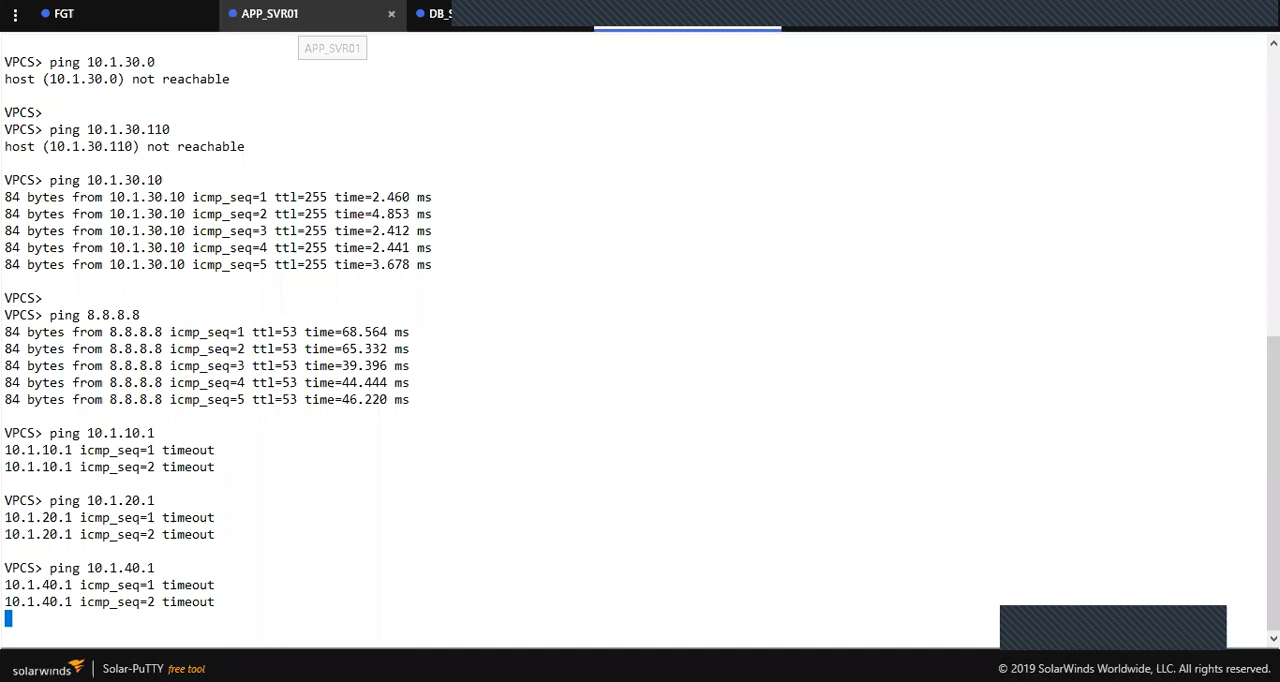 FGT
APP_SVR01
×
DB_S
APP_SVR01
VPCS> ping 10.1.30.0
host (10.1.30.0) not reachable
VPCS>
VPCS> ping 10.1.30.110
host (10.1.30.110) not reachable
VPCS> ping 10.1.30.10
84 bytes from 10.1.30.10 icmp_seq=1 ttl=255 time=2.460 ms
84 bytes from 10.1.30.10 icmp_seq=2 ttl=255 time=4.853 ms
84 bytes from 10.1.30.10 icmp_seq=3 ttl=255 time=2.412 ms
84 bytes from 10.1.30.10 icmp_seq=4 ttl=255 time=2.441 ms
84 bytes from 10.1.30.10 icmp_seq=5 ttl=255 time=3.678 ms
VPCS>
VPCS> ping 8.8.8.8
84 bytes from 8.8.8.8 icmp_seq=1 ttl=53 time=68.564 ms
84 bytes from 8.8.8.8 icmp_seq=2 ttl=53 time=65.332 ms
84 bytes from 8.8.8.8 icmp_seq=3 ttl=53 time=39.396 ms
84 bytes from 8.8.8.8 icmp_seq=4 ttl=53 time=44.444 ms
84 bytes from 8.8.8.8 icmp_seq=5 ttl=53 time=46.220 ms
VPCS> ping 10.1.10.1
10.1.10.1 icmp_seq=1 timeout
10.1.10.1 icmp_seq=2 timeout
VPCS> ping 10.1.20.1
10.1.20.1 icmp_seq=1 timeout
10.1.20.1 icmp_seq=2 timeout
VPCS> ping 10.1.40.1
10.1.40.1 icmp_seq=1 timeout
10.1.40.1 icmp_seq=2 timeout
solarwinds
Solar-PuTTY free tool
© 2019 SolarWinds Worldwide, LLC. All rights reserved.